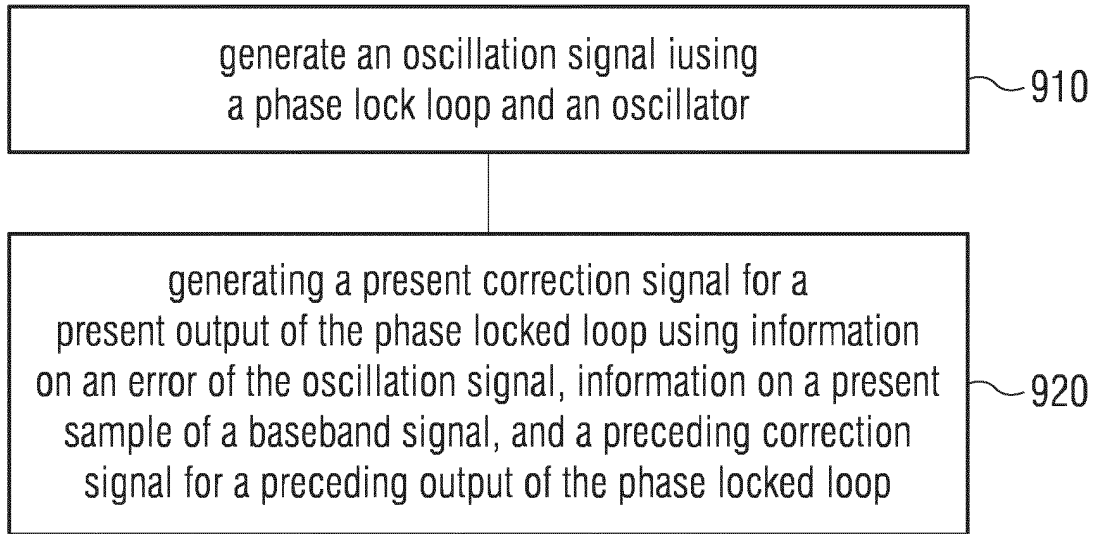 generate an oscillation signal iusing
a phase lock loop and an oscillator
910
generating a present correction signal for a
present output of the phase locked loop using information
on an error of the oscillation signal, information on a present
sample of a baseband signal, and a preceding correction
signal for a preceding output of the phase locked loop
920